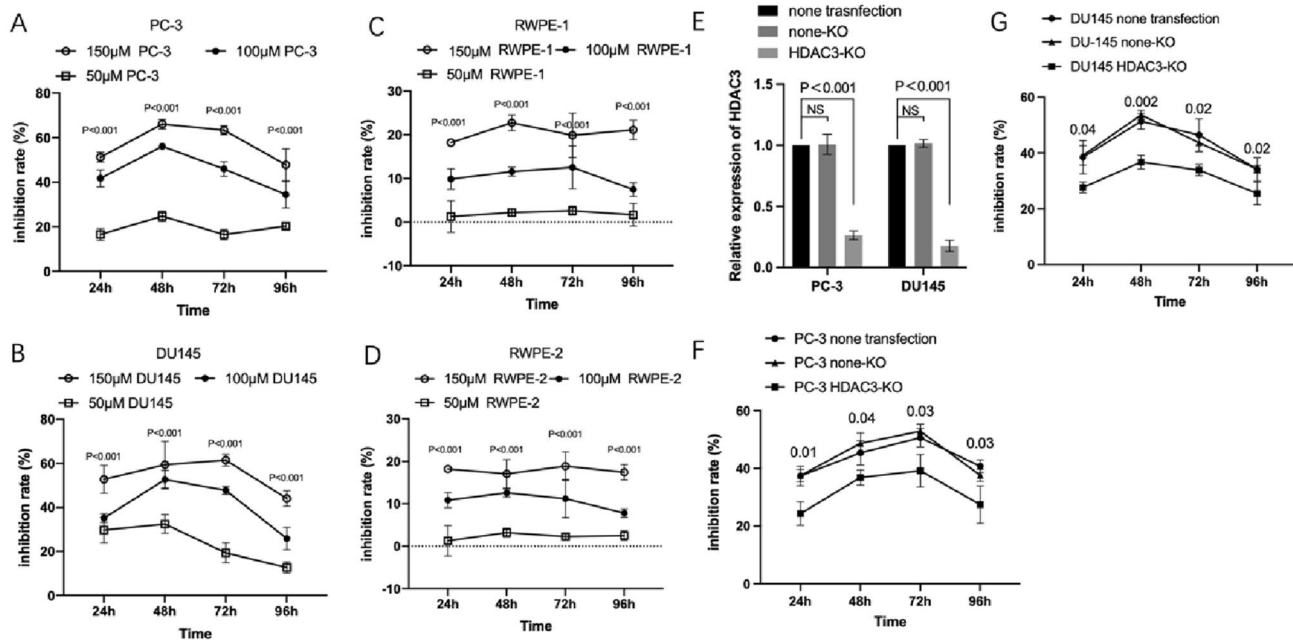 A
PC-3
150μM PC-3
100μM PC-3
50μM PC-3
inhibition rate (%)
80
60
40
20
0
P<0.001
P<0.001
P<0.001
P<0.001
24h
48h
72h
96h
Time
C
RWPE-1
150μM RWPE-1
100μM RWPE-1
50μM RWPE-1
inhibition rate (%)
30
20
10
0
-10
P<0.001
P<0.001
P<0.001
P<0.001
24h
48h
72h
96h
Time
E
none trasnfection
none-KO
HDAC3-KO
Relative expression of HDAC3
1.5
1.0
0.5
0.0
P<0.001
NS
P<0.001
NS
PC-3
DU145
G
DU145 none transfection
DU-145 none-KO
DU145 HDAC3-KO
inhibition rate (%)
60
40
20
0
0.04
0.002
0.02
0.02
24h
48h
72h
96h
Time
B
DU145
150μM DU145
100μM DU145
50μM DU145
inhibition rate (%)
80
60
40
20
0
P<0.001
P<0.001
P<0.001
P<0.001
24h
48h
72h
96h
Time
D
RWPE-2
150μM RWPE-2
100μM RWPE-2
50μM RWPE-2
inhibition rate (%)
30
20
10
0
-10
P<0.001
P<0.001
P<0.001
P<0.001
24h
48h
72h
96h
Time
F
PC-3 none transfection
PC-3 none-KO
PC-3 HDAC3-KO
inhibition rate (%)
60
40
20
0
0.01
0.04
0.03
0.03
24h
48h
72h
96h
Time